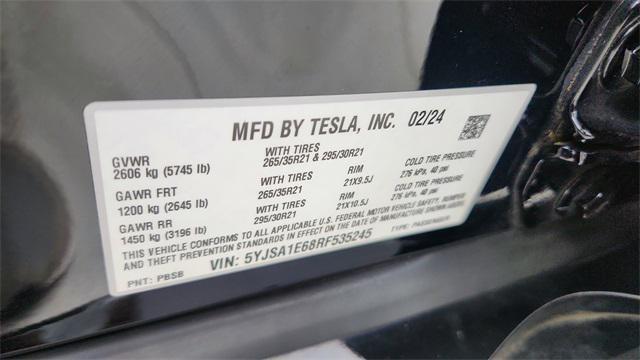 MFD BY TESLA, INC. 02/24
GVWR WITH TIRES COLD TIRE PRESSURE
2606 kg (5745 lb) 265/35R21 & 295/30R21 276 kPa, 40 psi
GAWR FRT WITH TIRES RIM COLD TIRE PRESSURE
1200 kg (2645 lb) 265/35R21 21X9.5J 276 kPa, 40 psi
GAWR RR WITH TIRES RIM COLD TIRE PRESSURE
1450 kg (3196 lb) 295/30R21 21X10.5J 276 kPa, 40 psi
THIS VEHICLE CONFORMS TO ALL APPLICABLE U.S. FEDERAL MOTOR VEHICLE SAFETY, BUMPER
AND THEFT PREVENTION STANDARDS IN EFFECT ON THE DATE OF MANUFACTURE SHOWN ABOVE.
VIN: 5YJSA1E68RF535245 TYPE: PASSENGER
PNT: PBSB